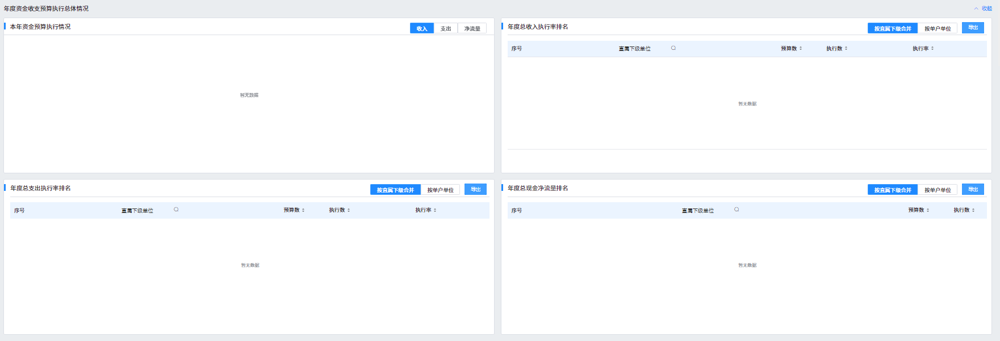 年度资金收支预算执行总体情况 收起
本年资金预算执行情况 收入 支出 净流量
暂无数据
年度总收入执行率排名 按直属下级合并 按单户单位 导出
序号 直属下级单位 预算数 执行数 执行率
暂无数据
年度总支出执行率排名 按直属下级合并 按单户单位 导出
序号 直属下级单位 预算数 执行数 执行率
暂无数据
年度总现金净流量排名 按直属下级合并 按单户单位 导出
序号 直属下级单位 预算数 执行数
暂无数据